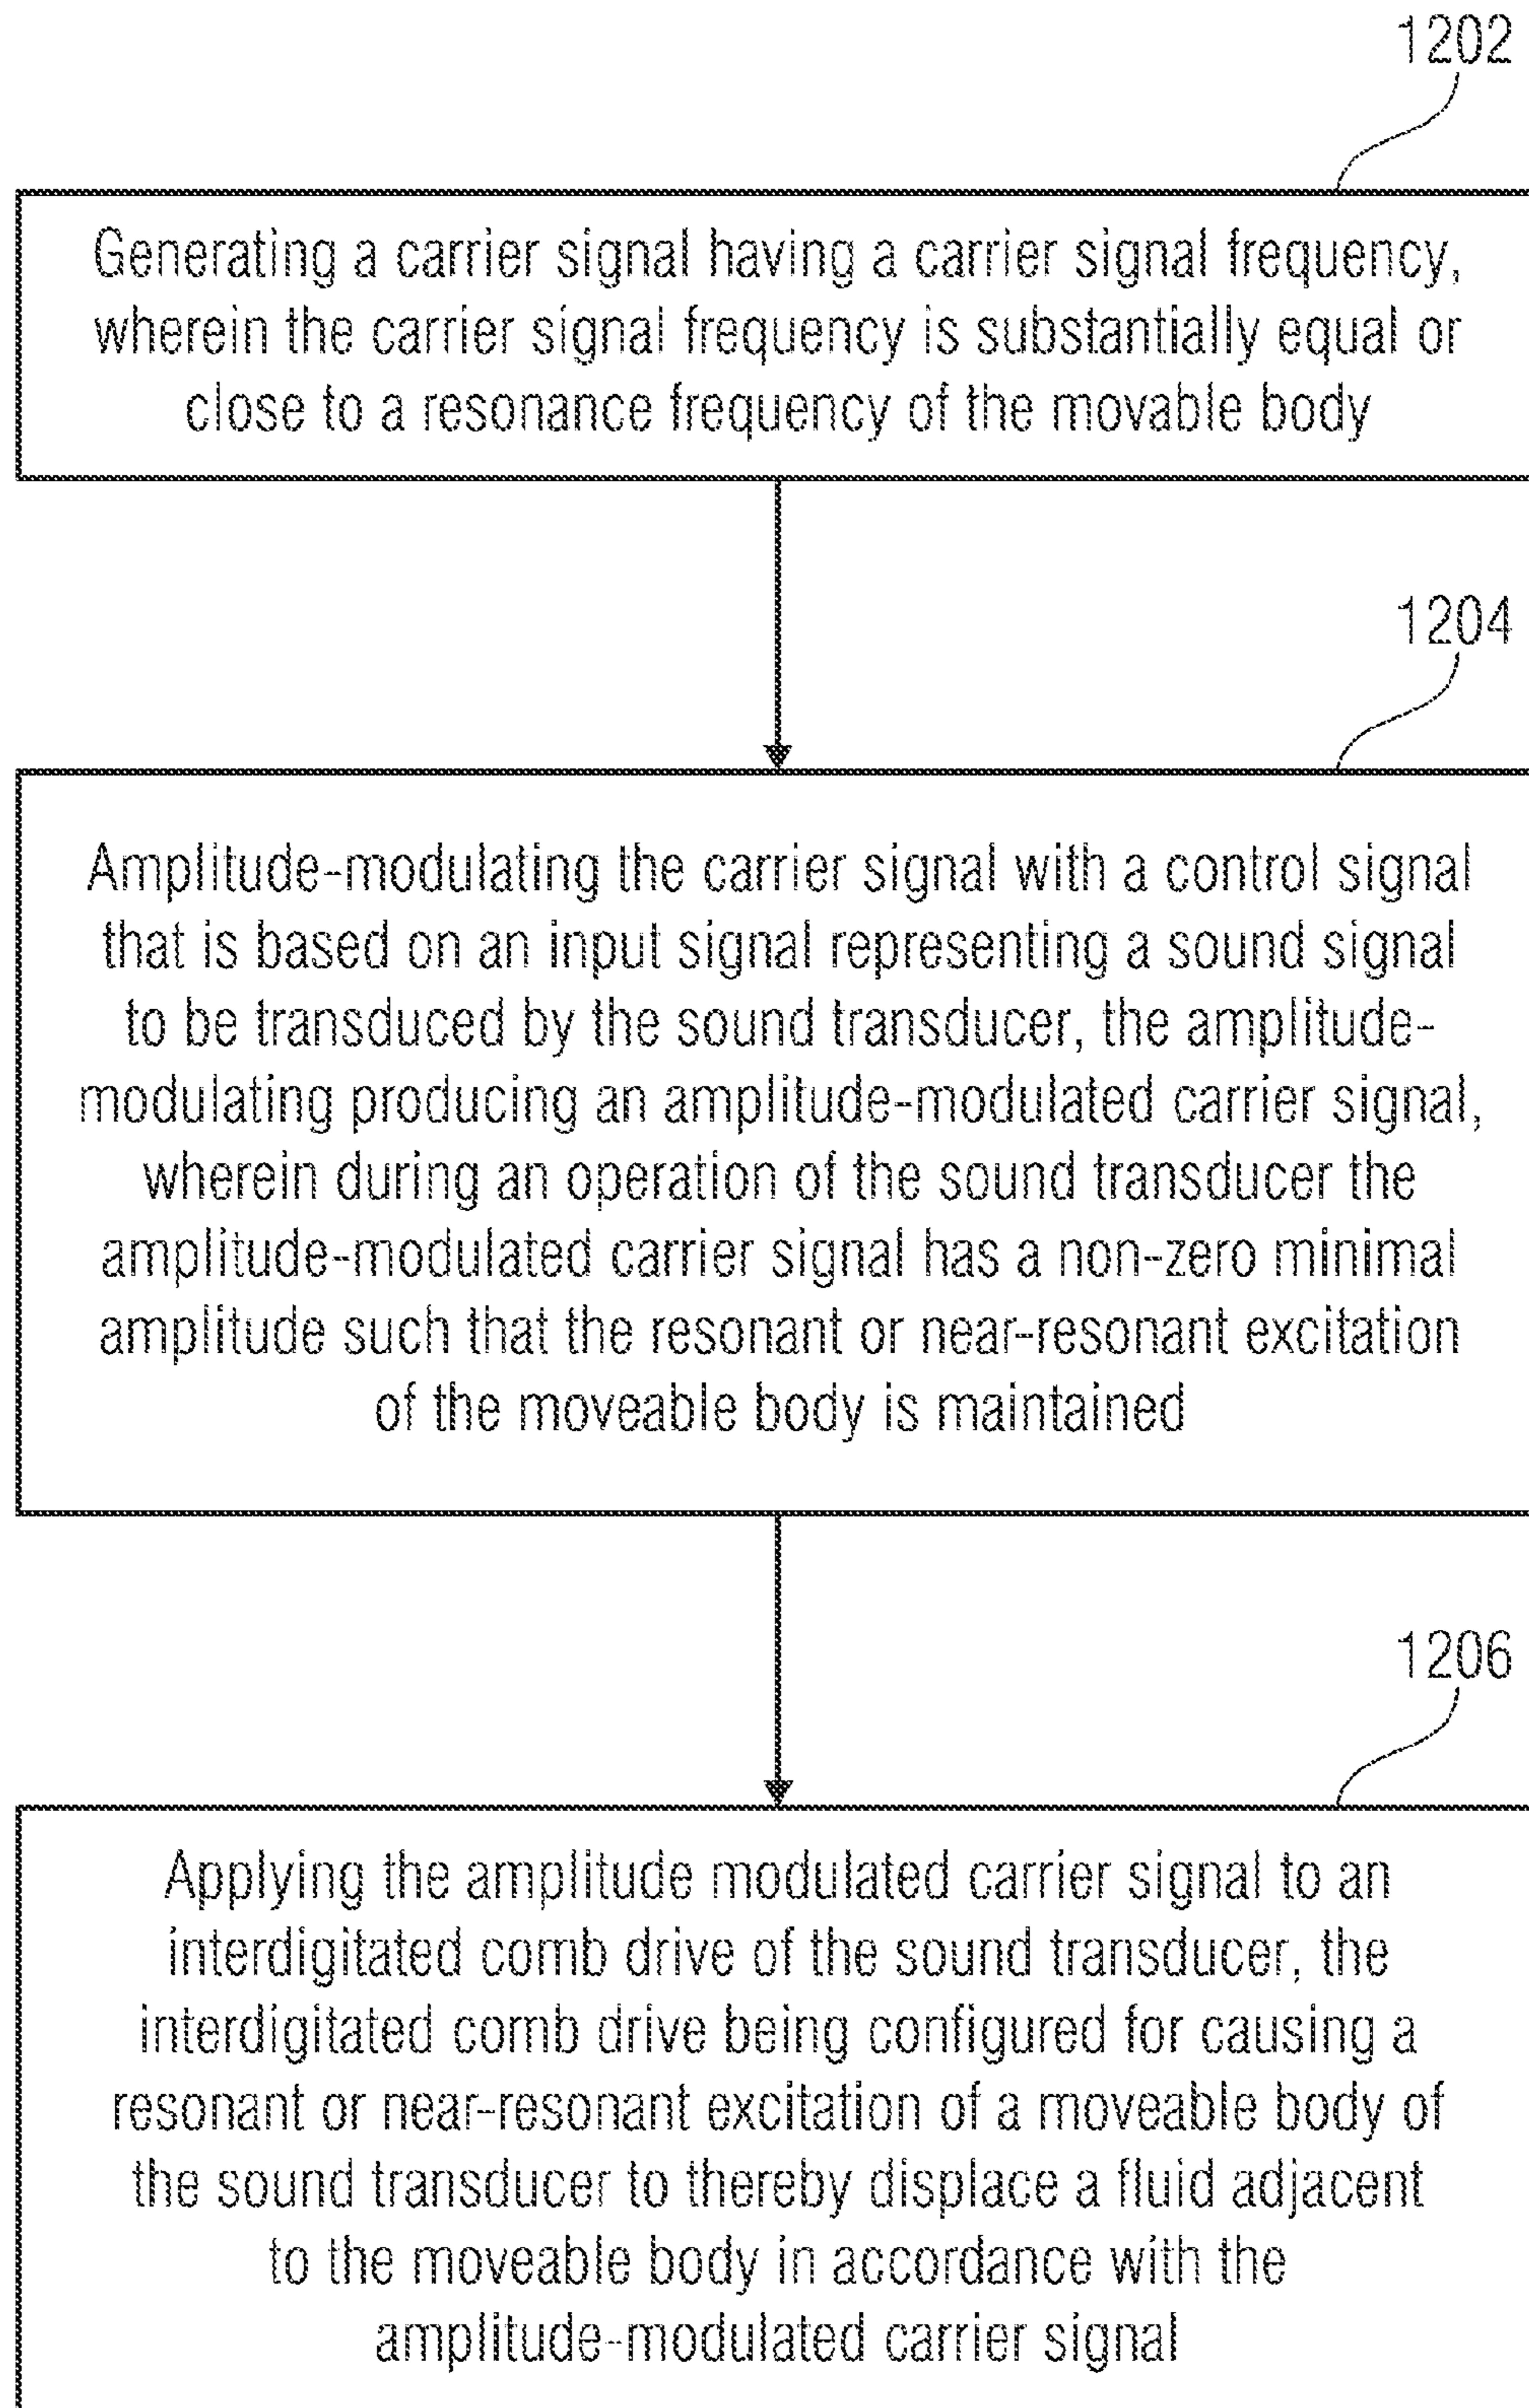 1202
Generating a carrier signal having a carrier signal frequency,
wherein the carrier signal frequency is substantially equal or
close to a resonance frequency of the movable body
1204
Amplitude-modulating the carrier signal with a control signal
that is based on an input signal representing a sound signal
to be transduced by the sound transducer, the amplitude-
modulating producing an amplitude-modulated carrier signal,
wherein during an operation of the sound transducer the
amplitude-modulated carrier signal has a non-zero minimal
amplitude such that the resonant or near-resonant excitation
of the moveable body is maintained
1206
Applying the amplitude modulated carrier signal to an
interdigitated comb drive of the sound transducer, the
interdigitated comb drive being configured for causing a
resonant or near-resonant excitation of a moveable body of
the sound transducer to thereby displace a fluid adjacent
to the moveable body in accordance with the
amplitude-modulated carrier signal